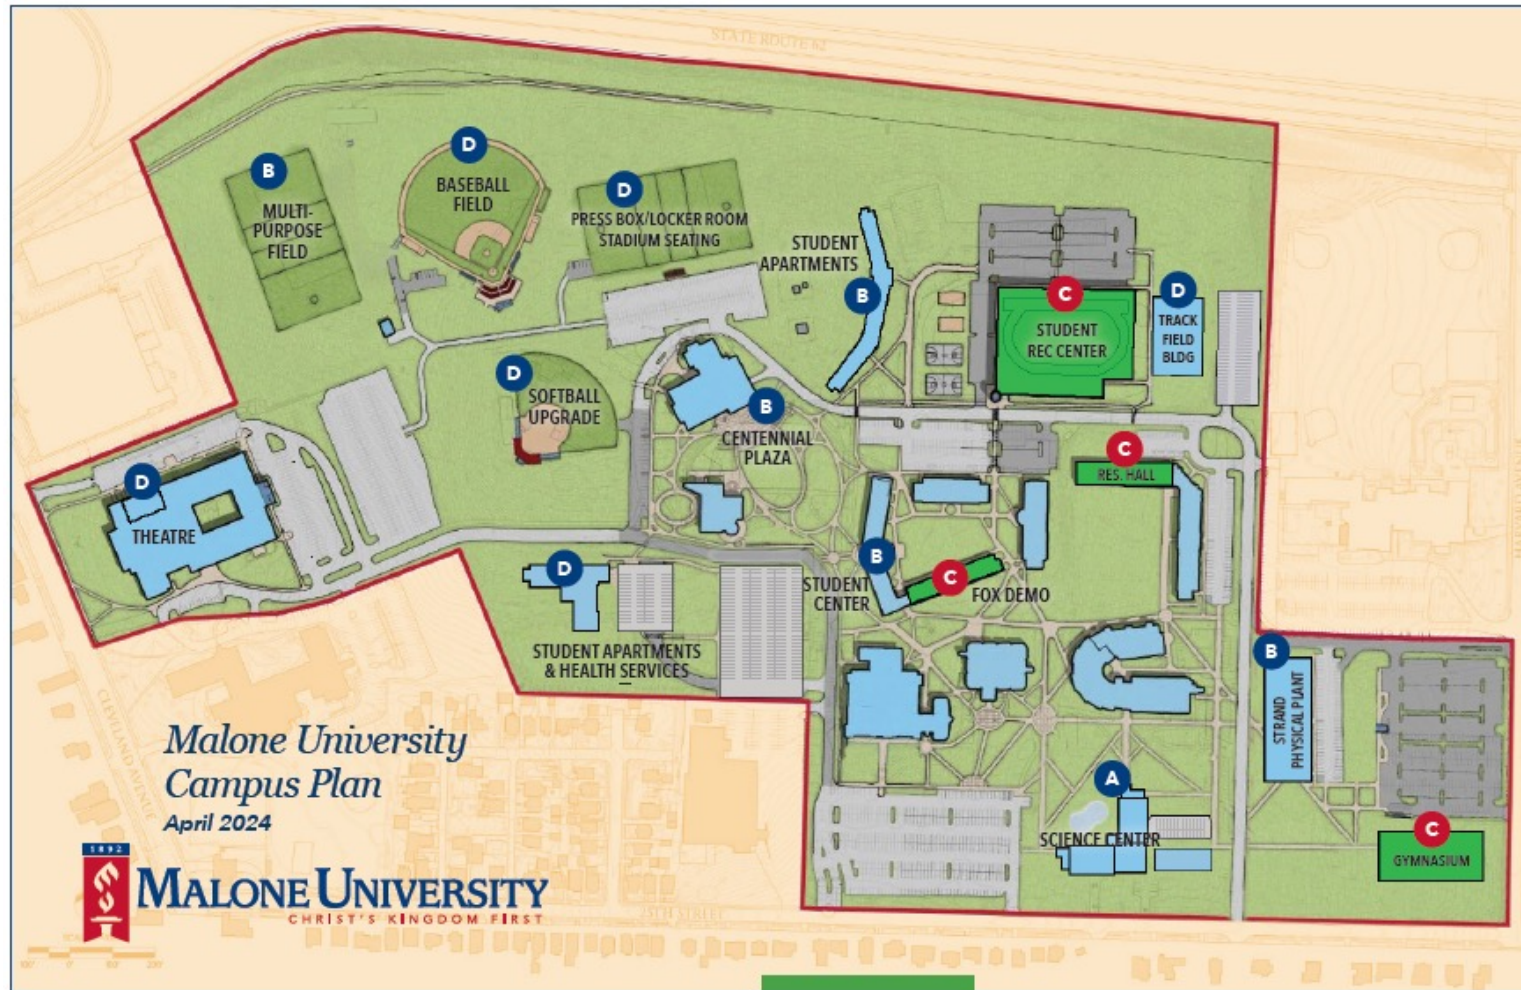 STATE ROUTE 62
B
MULTI-
PURPOSE
FIELD
D
BASEBALL
FIELD
D
PRESS BOX/LOCKER ROOM
STADIUM SEATING
STUDENT
APARTMENTS
B
C
STUDENT
REC CENTER
D
TRACK
FIELD
BLDG
D
SOFTBALL
UPGRADE
B
CENTENNIAL
PLAZA
C
RES. HALL
D
THEATRE
D
STUDENT APARTMENTS
& HEALTH SERVICES
B
STUDENT
CENTER
C
FOX DEMO
B
STRAND
PHYSICAL PLANT
A
SCIENCE CENTER
C
GYMNASIUM
CLEVELAND AVENUE
25TH STREET
Malone University
Campus Plan
April 2024
1892
MALONE UNIVERSITY
CHRIST'S KINGDOM FIRST